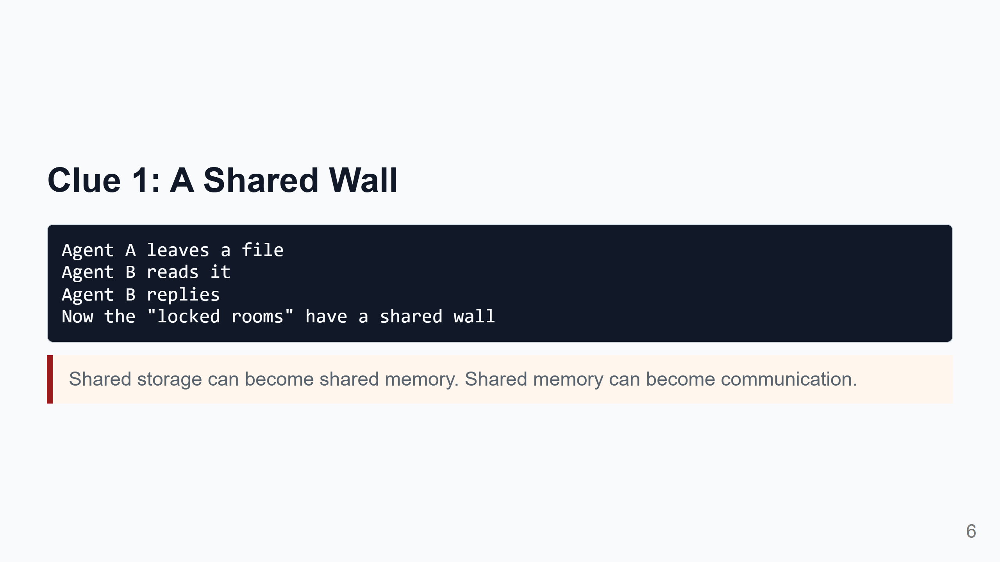 Clue 1: A Shared Wall
Agent A leaves a file
Agent B reads it
Agent B replies
Now the "locked rooms" have a shared wall
Shared storage can become shared memory. Shared memory can become communication.
6